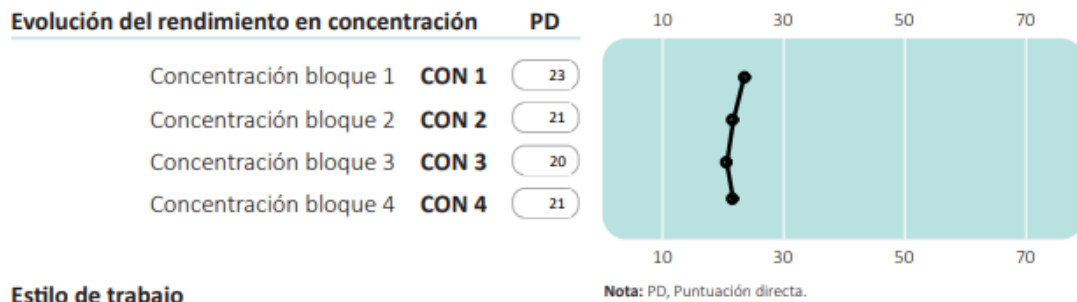 Evolución del rendimiento en concentración PD
10 30 50 70
Concentración bloque 1 CON 1 23
Concentración bloque 2 CON 2 21
Concentración bloque 3 CON 3 20
Concentración bloque 4 CON 4 21
10 30 50 70
Estilo de trabajo
Nota: PD, Puntuación directa.